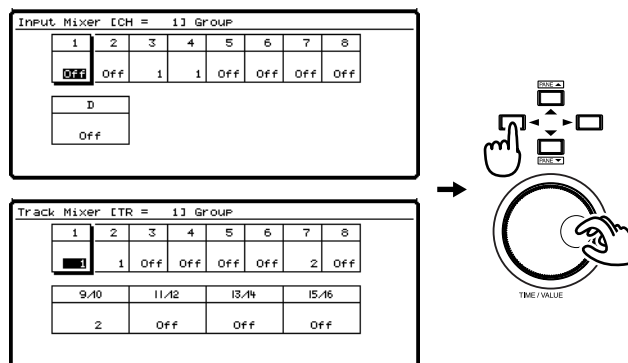 Input Mixer [CH = 1] Group
1 2 3 4 5 6 7 8
Off Off 1 1 Off Off Off Off
D
Off
PANE ▲
PANE ▼
Track Mixer [TR = 1] Group
1 2 3 4 5 6 7 8
1 1 Off Off Off Off 2 Off
9/10 11/12 13/14 15/16
2 Off Off Off
TIME / VALUE